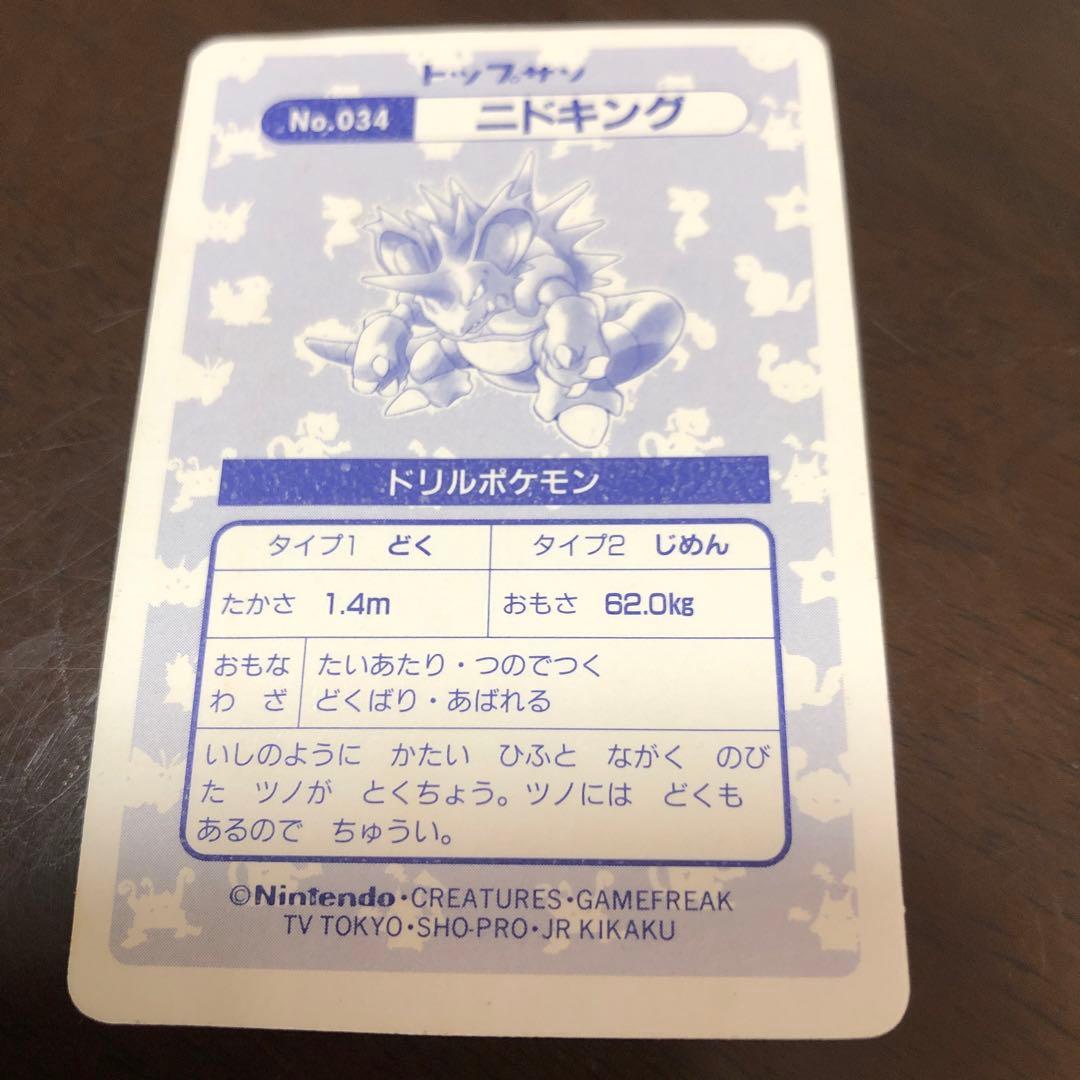 トップサン
No.034 ニドキング
ドリルポケモン
タイプ1 どく タイプ2 じめん
たかさ 1.4m おもさ 62.0kg
おもな たいあたり・つのでつく
わ ざ どくばり・あばれる
いしのように かたい ひふと ながく のび
た ツノが とくちょう。ツノには どくも
あるので ちゅうい。
©Nintendo・CREATURES・GAMEFREAK
TV TOKYO・SHO-PRO・JR KIKAKU